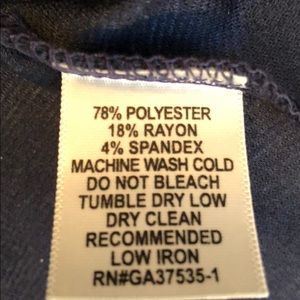 78% POLYESTER
18% RAYON
4% SPANDEX
MACHINE WASH COLD
DO NOT BLEACH
TUMBLE DRY LOW
DRY CLEAN
RECOMMENDED
LOW IRON
RN#GA37535-1